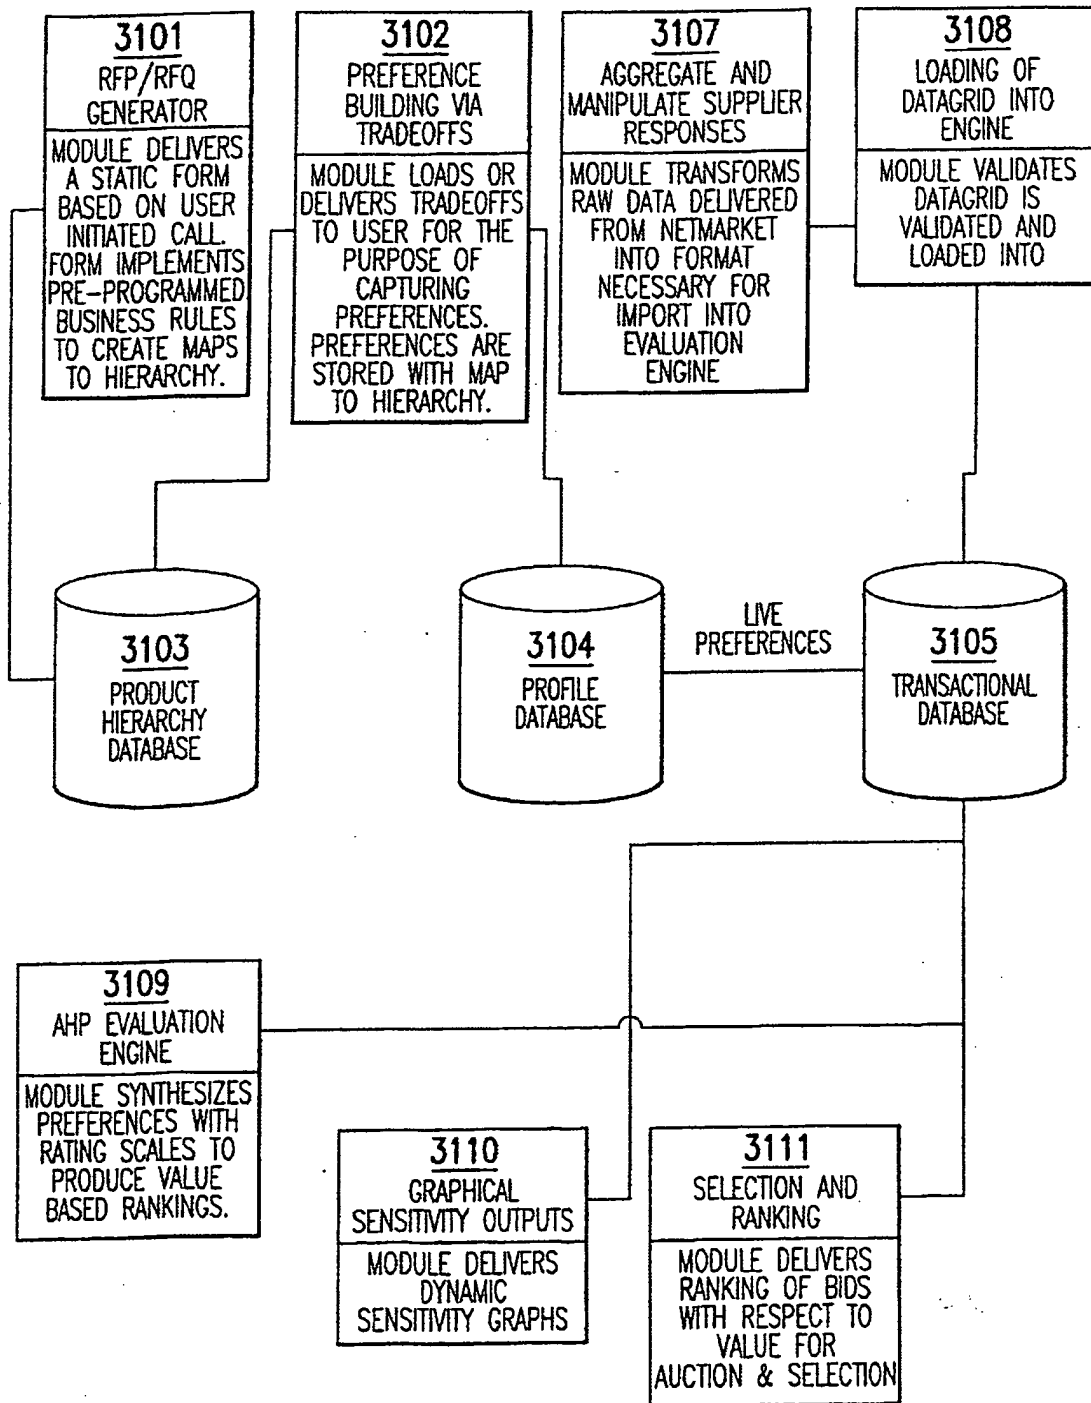 3101
RFP/RFQ
GENERATOR
MODULE DELIVERS
A STATIC FORM
BASED ON USER
INITIATED CALL.
FORM IMPLEMENTS
PRE-PROGRAMMED
BUSINESS RULES
TO CREATE MAPS
TO HIERARCHY.
3102
PREFERENCE
BUILDING VIA
TRADEOFFS
MODULE LOADS OR
DELIVERS TRADEOFFS
TO USER FOR THE
PURPOSE OF
CAPTURING
PREFERENCES.
PREFERENCES ARE
STORED WITH MAP
TO HIERARCHY.
3107
AGGREGATE AND
MANIPULATE SUPPLIER
RESPONSES
MODULE TRANSFORMS
RAW DATA DELIVERED
FROM NETMARKET
INTO FORMAT
NECESSARY FOR
IMPORT INTO
EVALUATION
ENGINE
3108
LOADING OF
DATAGRID INTO
ENGINE
MODULE VALIDATES
DATAGRID IS
VALIDATED AND
LOADED INTO
3103
PRODUCT
HIERARCHY
DATABASE
3104
PROFILE
DATABASE
LIVE
PREFERENCES
3105
TRANSACTIONAL
DATABASE
3109
AHP EVALUATION
ENGINE
MODULE SYNTHESIZES
PREFERENCES WITH
RATING SCALES TO
PRODUCE VALUE
BASED RANKINGS.
3110
GRAPHICAL
SENSITIVITY OUTPUTS
MODULE DELIVERS
DYNAMIC
SENSITIVITY GRAPHS
3111
SELECTION AND
RANKING
MODULE DELIVERS
RANKING OF BIDS
WITH RESPECT TO
VALUE FOR
AUCTION & SELECTION